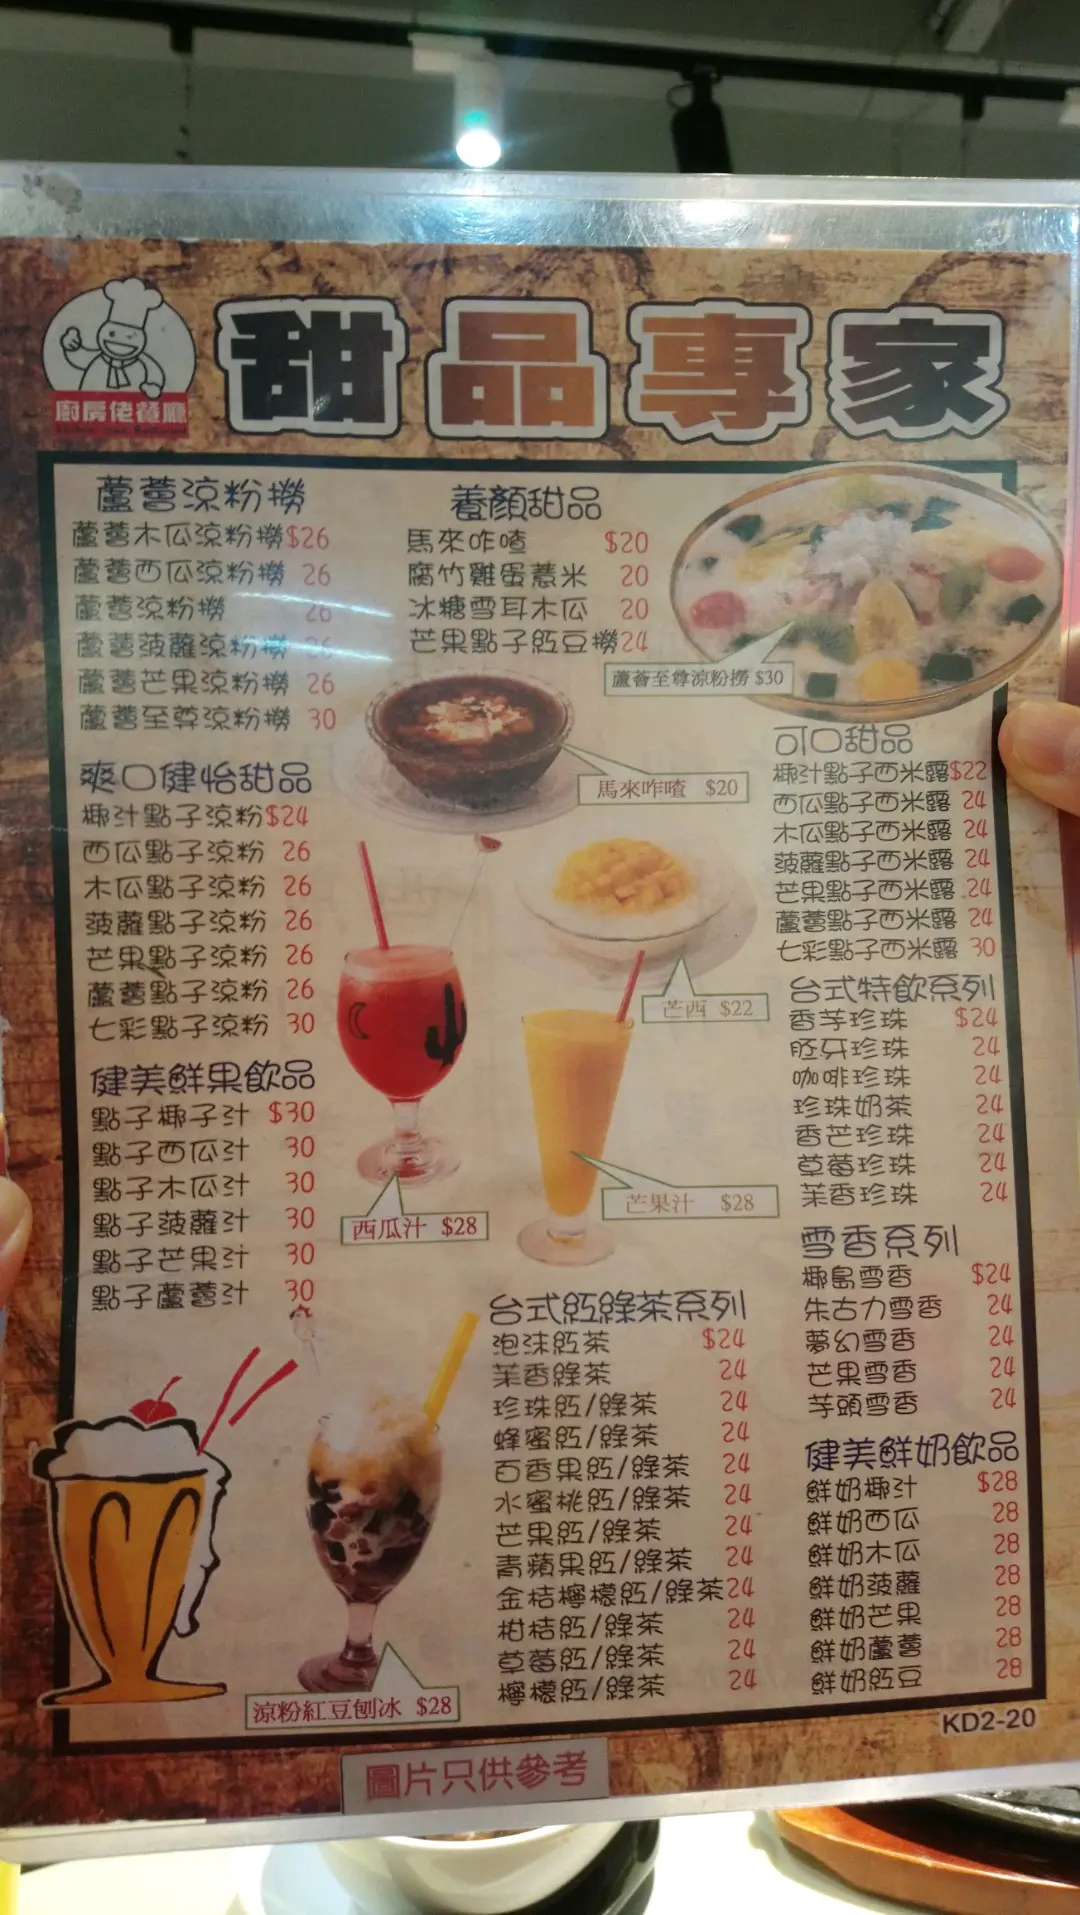 甜品專家
廚房佬餐廳
蘆薈涼粉撈
蘆薈木瓜涼粉撈$26
蘆薈西瓜涼粉撈 26
蘆薈涼粉撈 26
蘆薈菠蘿涼粉撈 26
蘆薈芒果涼粉撈 26
蘆薈至尊涼粉撈 30
爽口健怡甜品
椰汁點子涼粉$24
西瓜點子涼粉 26
木瓜點子涼粉 26
菠蘿點子涼粉 26
芒果點子涼粉 26
蘆薈點子涼粉 26
七彩點子涼粉 30
健美鮮果飲品
點子椰子汁 $30
點子西瓜汁 30
點子木瓜汁 30
點子菠蘿汁 30
點子芒果汁 30
點子蘆薈汁 30
養顏甜品
馬來咋喳 $20
腐竹雞蛋薏米 20
冰糖雪耳木瓜 20
芒果點子紅豆撈24
蘆薈至尊涼粉撈 $30
馬來咋喳 $20
芒西 $22
芒果汁 $28
西瓜汁 $28
涼粉紅豆刨冰 $28
台式紅綠茶系列
泡沫紅茶 $24
茉香綠茶 24
珍珠紅/綠茶 24
蜂蜜紅/綠茶 24
百香果紅/綠茶 24
水蜜桃紅/綠茶 24
芒果紅/綠茶 24
青蘋果紅/綠茶 24
金桔檸檬紅/綠茶24
柑桔紅/綠茶 24
草莓紅/綠茶 24
檸檬紅/綠茶 24
可口甜品
椰汁點子西米露$22
西瓜點子西米露 24
木瓜點子西米露 24
菠蘿點子西米露 24
芒果點子西米露 24
蘆薈點子西米露 24
七彩點子西米露 30
台式特飲系列
香芋珍珠 $24
胚牙珍珠 24
咖啡珍珠 24
珍珠奶茶 24
香芒珍珠 24
草莓珍珠 24
茉香珍珠 24
雪香系列
椰島雪香 $24
朱古力雪香 24
夢幻雪香 24
芒果雪香 24
芋頭雪香 24
健美鮮奶飲品
鮮奶椰汁 $28
鮮奶西瓜 28
鮮奶木瓜 28
鮮奶菠蘿 28
鮮奶芒果 28
鮮奶蘆薈 28
鮮奶紅豆 28
KD2-20
圖片只供參考